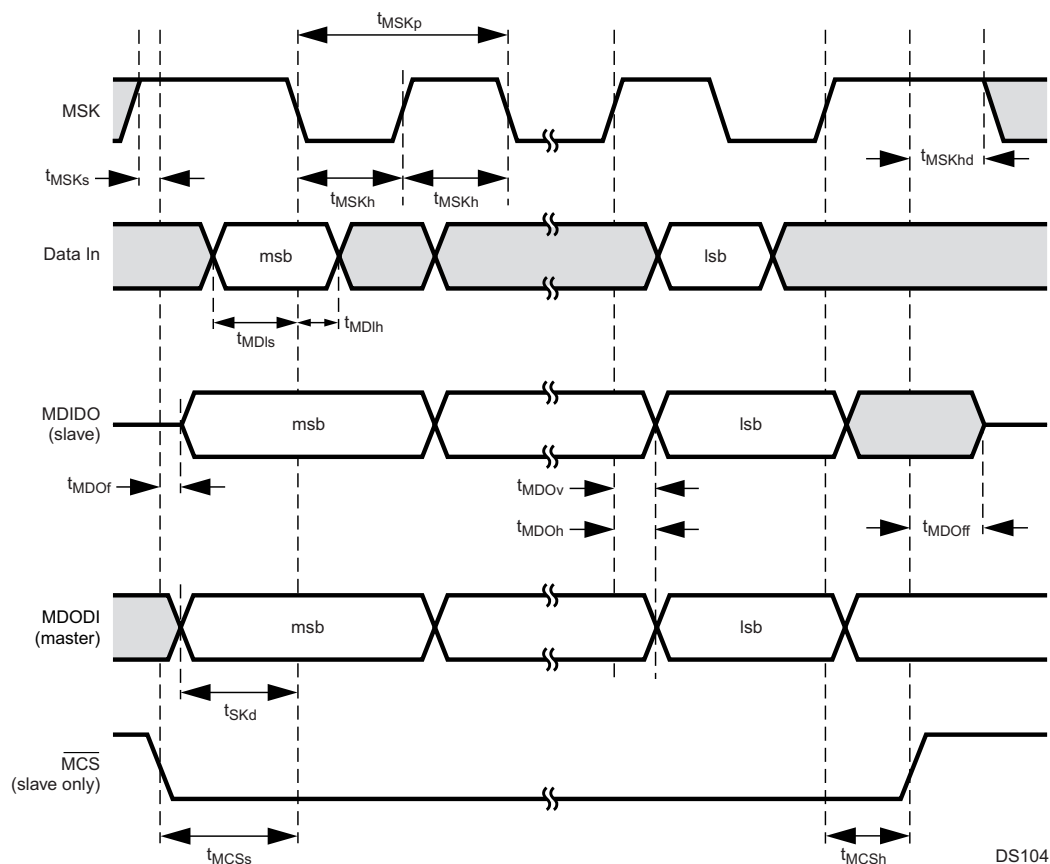 tMSKp
MSK
tMSKs
tMSKh
tMSKh
tMSKhd
Data In
msb
lsb
tMDIs
tMDIh
MDIDO
(slave)
msb
lsb
tMDOf
tMDOv
tMDOh
tMDOff
MDODI
(master)
msb
lsb
tSKd
MCS
(slave only)
tMCSs
tMCSh
DS104